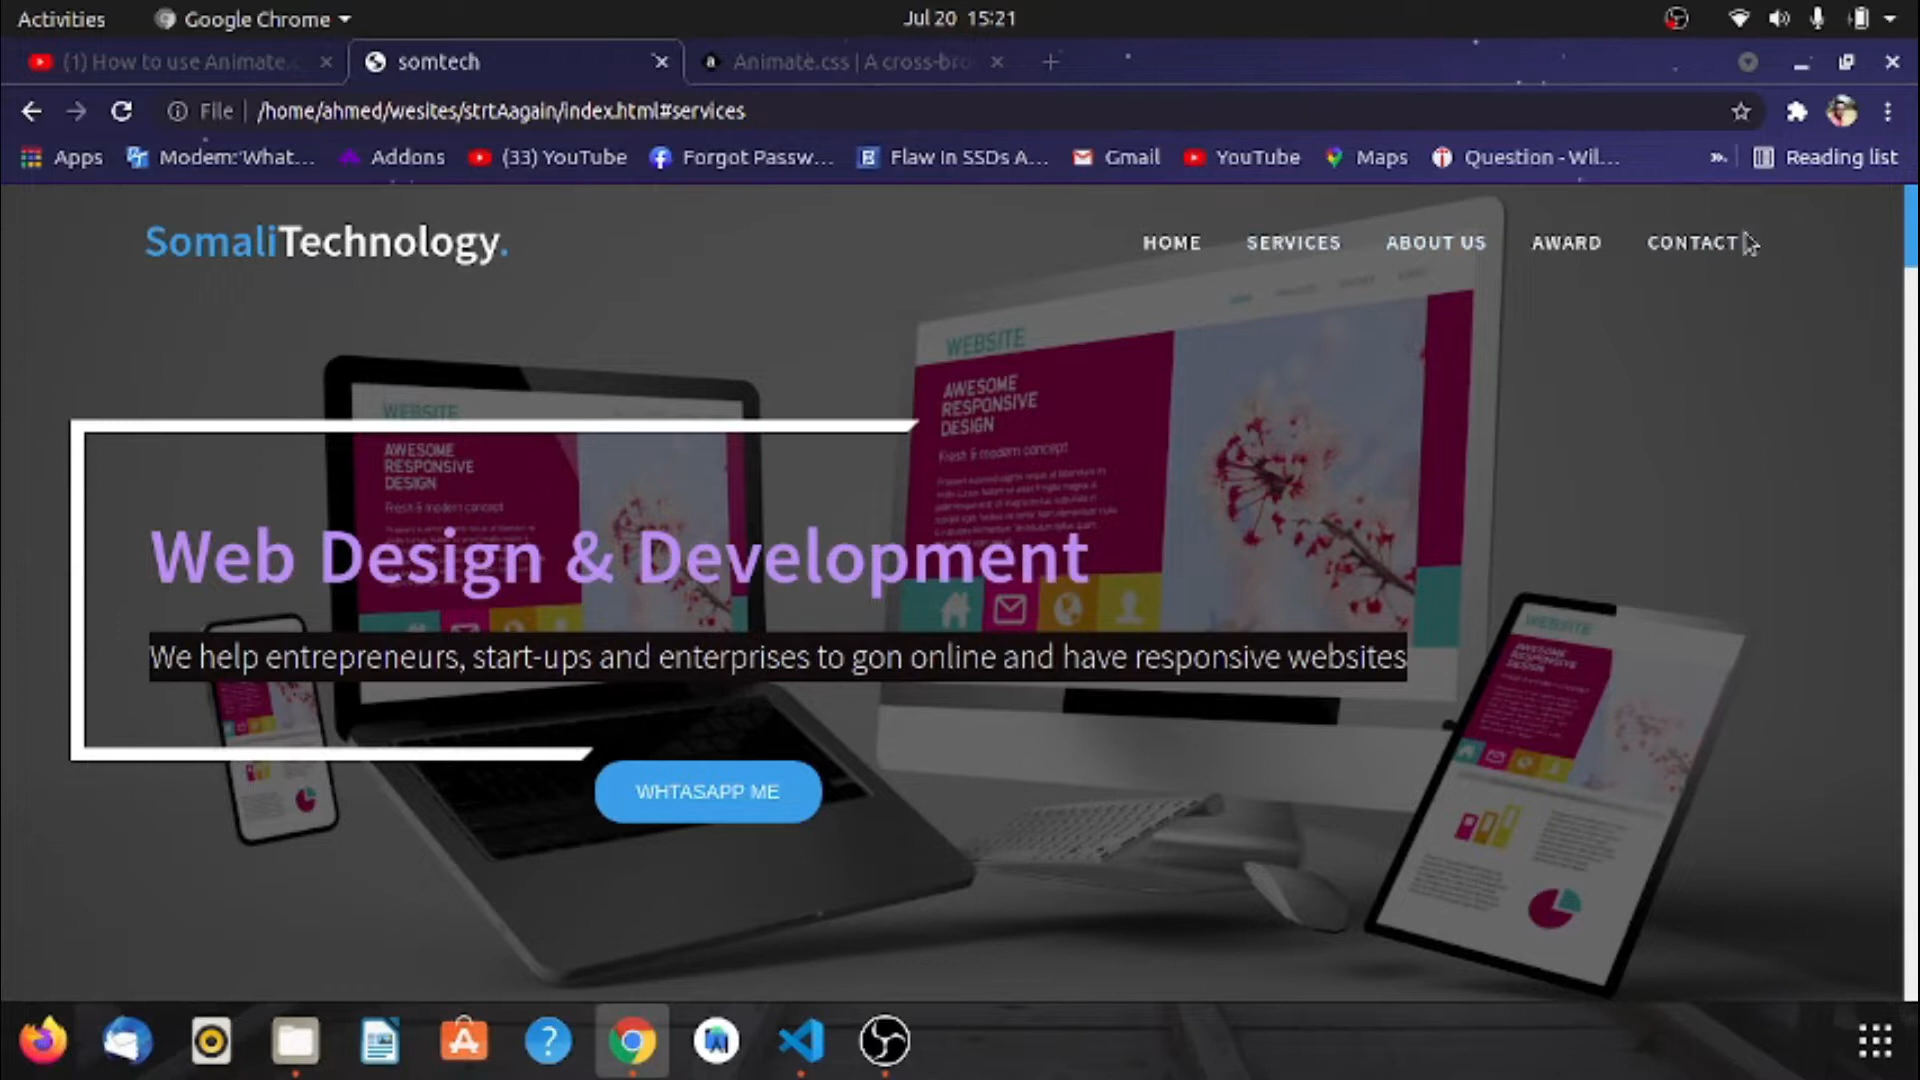 Activities
Google Chrome
Jul 20 15:21
(1) How to use Animate.c
somtech
Animate.css | A cross-bro
File
/home/ahmed/wesites/strtAagain/index.html#services
Apps
Modem: What...
Addons
(33) YouTube
Forgot Passw...
Flaw In SSDs A...
Gmail
YouTube
Maps
Question - Wil...
Reading list
SomaliTechnology.
HOME
SERVICES
ABOUT US
AWARD
CONTACT
WEBSITE
AWESOME
RESPONSIVE
DESIGN
Fresh & modern concept
WEBSITE
AWESOME
RESPONSIVE
DESIGN
Fresh & modern concept
Web Design & Development
We help entrepreneurs, start-ups and enterprises to gon online and have responsive websites
WHTASAPP ME
WEBSITE
AWESOME
RESPONSIVE
DESIGN